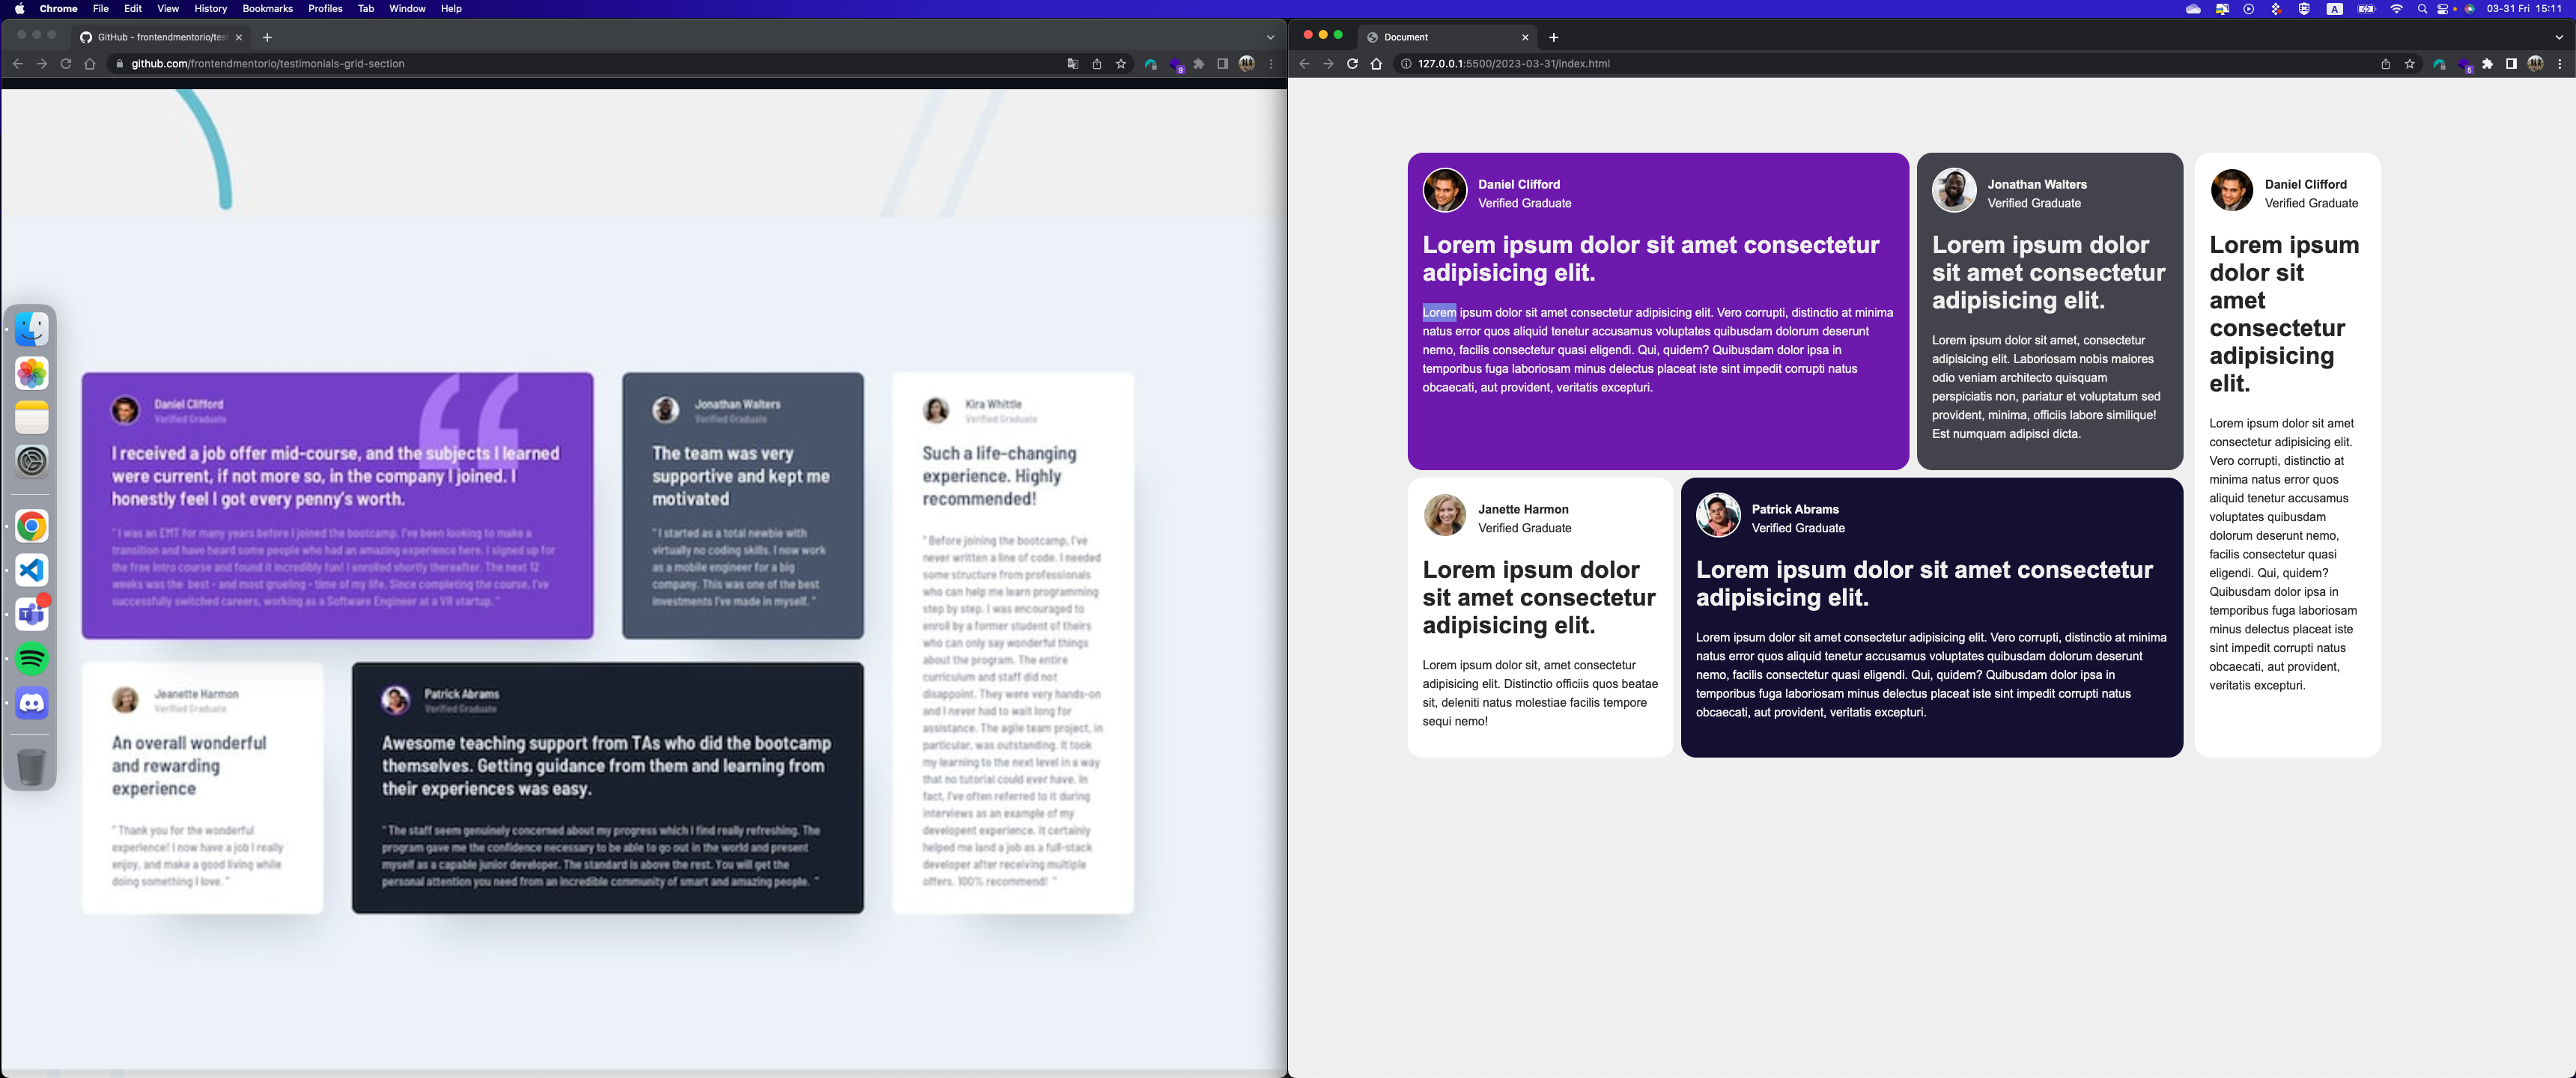 Chrome File Edit View History Bookmarks Profiles Tab Window Help
A
03-31 Fri 15:11
GitHub - frontendmentorio/tes
github.com/frontendmentorio/testimonials-grid-section
9
Daniel Clifford
Verified Graduate
I received a job offer mid-course, and the subjects I learned
were current, if not more so, in the company I joined. I
honestly feel I got every penny's worth.
“ I was an EMT for many years before I joined the bootcamp. I've been looking to make a
transition and have heard some people who had an amazing experience here. I signed up for
the free intro course and found it incredibly fun! I enrolled shortly thereafter. The next 12
weeks was the best - and most grueling - time of my life. Since completing the course, I've
successfully switched careers, working as a Software Engineer at a VR startup. ”
Jonathan Walters
Verified Graduate
The team was very
supportive and kept me
motivated
“ I started as a total newbie with
virtually no coding skills. I now work
as a mobile engineer for a big
company. This was one of the best
investments I've made in myself. ”
Kira Whittle
Verified Graduate
Such a life-changing
experience. Highly
recommended!
“ Before joining the bootcamp, I've
never written a line of code. I needed
some structure from professionals
who can help me learn programming
step by step. I was encouraged to
enroll by a former student of theirs
who can only say wonderful things
about the program. The entire
curriculum and staff did not
disappoint. They were very hands-on
and I never had to wait long for
assistance. The agile team project, in
particular, was outstanding. It took
my learning to the next level in a way
that no tutorial could ever have. In
fact, I've often referred to it during
interviews as an example of my
developent experience. It certainly
helped me land a job as a full-stack
developer after receiving multiple
offers. 100% recommend! ”
Jeanette Harmon
Verified Graduate
An overall wonderful
and rewarding
experience
“ Thank you for the wonderful
experience! I now have a job I really
enjoy, and make a good living while
doing something I love. ”
Patrick Abrams
Verified Graduate
Awesome teaching support from TAs who did the bootcamp
themselves. Getting guidance from them and learning from
their experiences was easy.
“ The staff seem genuinely concerned about my progress which I find really refreshing. The
program gave me the confidence necessary to be able to go out in the world and present
myself as a capable junior developer. The standard is above the rest. You will get the
personal attention you need from an incredible community of smart and amazing people. ”
Document
127.0.0.1:5500/2023-03-31/index.html
Daniel Clifford
Verified Graduate
Lorem ipsum dolor sit amet consectetur
adipisicing elit.
Lorem ipsum dolor sit amet consectetur adipisicing elit. Vero corrupti, distinctio at minima
natus error quos aliquid tenetur accusamus voluptates quibusdam dolorum deserunt
nemo, facilis consectetur quasi eligendi. Qui, quidem? Quibusdam dolor ipsa in
temporibus fuga laboriosam minus delectus placeat iste sint impedit corrupti natus
obcaecati, aut provident, veritatis excepturi.
Jonathan Walters
Verified Graduate
Lorem ipsum dolor
sit amet consectetur
adipisicing elit.
Lorem ipsum dolor sit amet, consectetur
adipisicing elit. Laboriosam nobis maiores
odio veniam architecto quisquam
perspiciatis non, pariatur et voluptatum sed
provident, minima, officiis labore similique!
Est numquam adipisci dicta.
Daniel Clifford
Verified Graduate
Lorem ipsum
dolor sit
amet
consectetur
adipisicing
elit.
Lorem ipsum dolor sit amet
consectetur adipisicing elit.
Vero corrupti, distinctio at
minima natus error quos
aliquid tenetur accusamus
voluptates quibusdam
dolorum deserunt nemo,
facilis consectetur quasi
eligendi. Qui, quidem?
Quibusdam dolor ipsa in
temporibus fuga laboriosam
minus delectus placeat iste
sint impedit corrupti natus
obcaecati, aut provident,
veritatis excepturi.
Janette Harmon
Verified Graduate
Lorem ipsum dolor
sit amet consectetur
adipisicing elit.
Lorem ipsum dolor sit, amet consectetur
adipisicing elit. Distinctio officiis quos beatae
sit, deleniti natus molestiae facilis tempore
sequi nemo!
Patrick Abrams
Verified Graduate
Lorem ipsum dolor sit amet consectetur
adipisicing elit.
Lorem ipsum dolor sit amet consectetur adipisicing elit. Vero corrupti, distinctio at minima
natus error quos aliquid tenetur accusamus voluptates quibusdam dolorum deserunt
nemo, facilis consectetur quasi eligendi. Qui, quidem? Quibusdam dolor ipsa in
temporibus fuga laboriosam minus delectus placeat iste sint impedit corrupti natus
obcaecati, aut provident, veritatis excepturi.